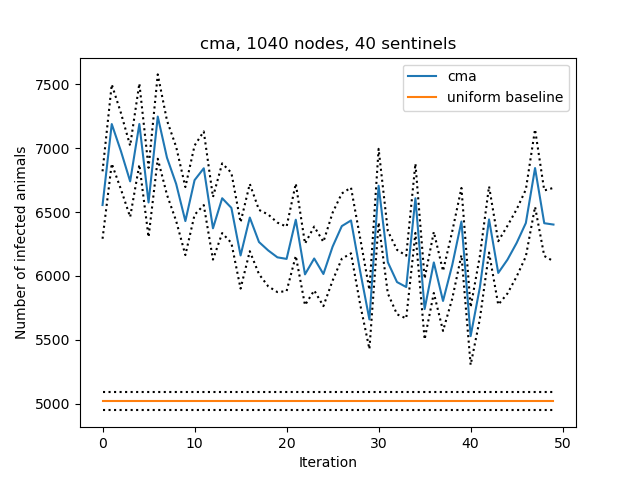 cma, 1040 nodes, 40 sentinels
cma
uniform baseline
Number of infected animals
7500
7000
6500
6000
5500
5000
0 10 20 30 40 50
Iteration